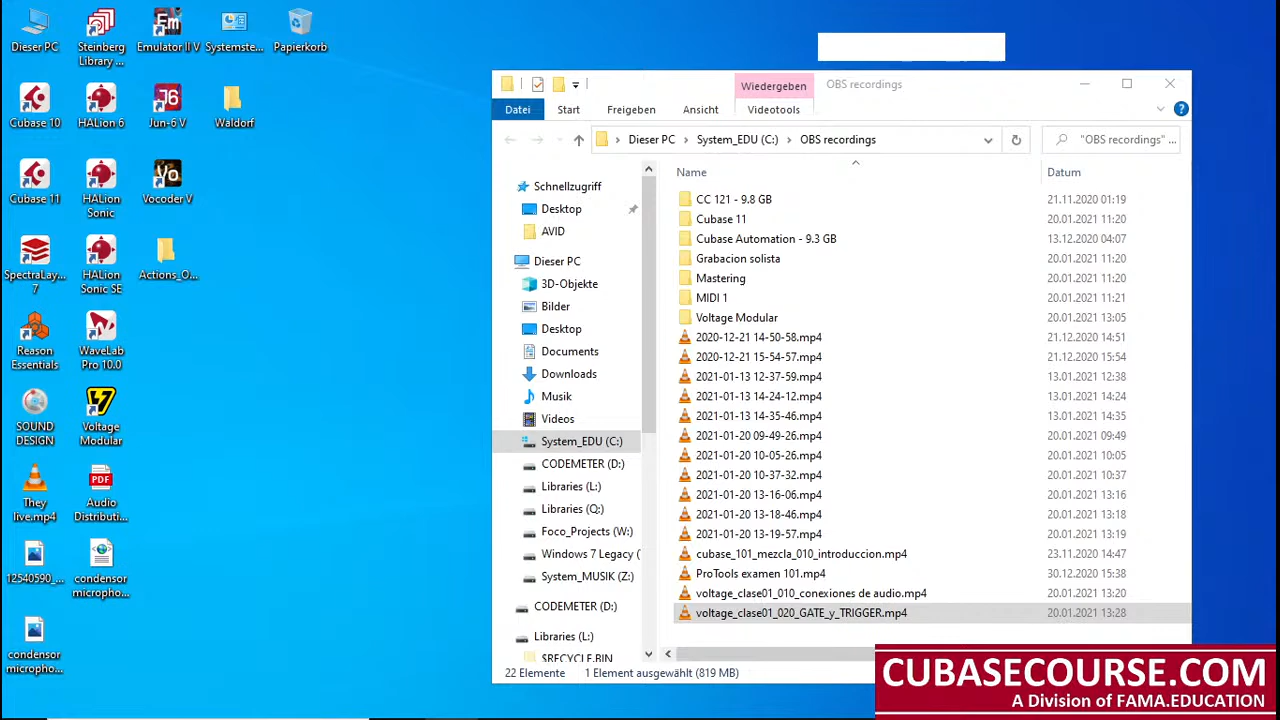 Dieser PC
Steinberg
Library ...
Emulator II V
Systemste...
Papierkorb
Cubase 10
HALion 6
Jun-6 V
Waldorf
Cubase 11
HALion
Sonic
Vocoder V
SpectraLay...
7
HALion
Sonic SE
Actions_O...
Reason
Essentials
WaveLab
Pro 10.0
SOUND
DESIGN
Voltage
Modular
They
live.mp4
Audio
Distributi...
12540590_...
condensor
micropho...
condensor
micropho...
Wiedergeben
OBS recordings
Datei
Start
Freigeben
Ansicht
Videotools
Dieser PC > System_EDU (C:) > OBS recordings
"OBS recordings" ...
Schnellzugriff
Desktop
AVID
Dieser PC
3D-Objekte
Bilder
Desktop
Documents
Downloads
Musik
Videos
System_EDU (C:)
CODEMETER (D:)
Libraries (L:)
Libraries (Q:)
Foco_Projects (W:)
Windows 7 Legacy (
System_MUSIK (Z:)
CODEMETER (D:)
Libraries (L:)
$RECYCLE.BIN
Name Datum
CC 121 - 9.8 GB 21.11.2020 01:19
Cubase 11 20.01.2021 11:20
Cubase Automation - 9.3 GB 13.12.2020 04:07
Grabacion solista 20.01.2021 11:20
Mastering 20.01.2021 11:20
MIDI 1 20.01.2021 11:21
Voltage Modular 20.01.2021 13:05
2020-12-21 14-50-58.mp4 21.12.2020 14:51
2020-12-21 15-54-57.mp4 21.12.2020 15:54
2021-01-13 12-37-59.mp4 13.01.2021 12:38
2021-01-13 14-24-12.mp4 13.01.2021 14:24
2021-01-13 14-35-46.mp4 13.01.2021 14:35
2021-01-20 09-49-26.mp4 20.01.2021 09:49
2021-01-20 10-05-26.mp4 20.01.2021 10:05
2021-01-20 10-37-32.mp4 20.01.2021 10:37
2021-01-20 13-16-06.mp4 20.01.2021 13:16
2021-01-20 13-18-46.mp4 20.01.2021 13:18
2021-01-20 13-19-57.mp4 20.01.2021 13:19
cubase_101_mezcla_010_introduccion.mp4 23.11.2020 14:47
ProTools examen 101.mp4 30.12.2020 15:38
voltage_clase01_010_conexiones de audio.mp4 20.01.2021 13:20
voltage_clase01_020_GATE_y_TRIGGER.mp4 20.01.2021 13:28
22 Elemente 1 Element ausgewählt (819 MB)
CUBASECOURSE.COM
A Division of FAMA.EDUCATION